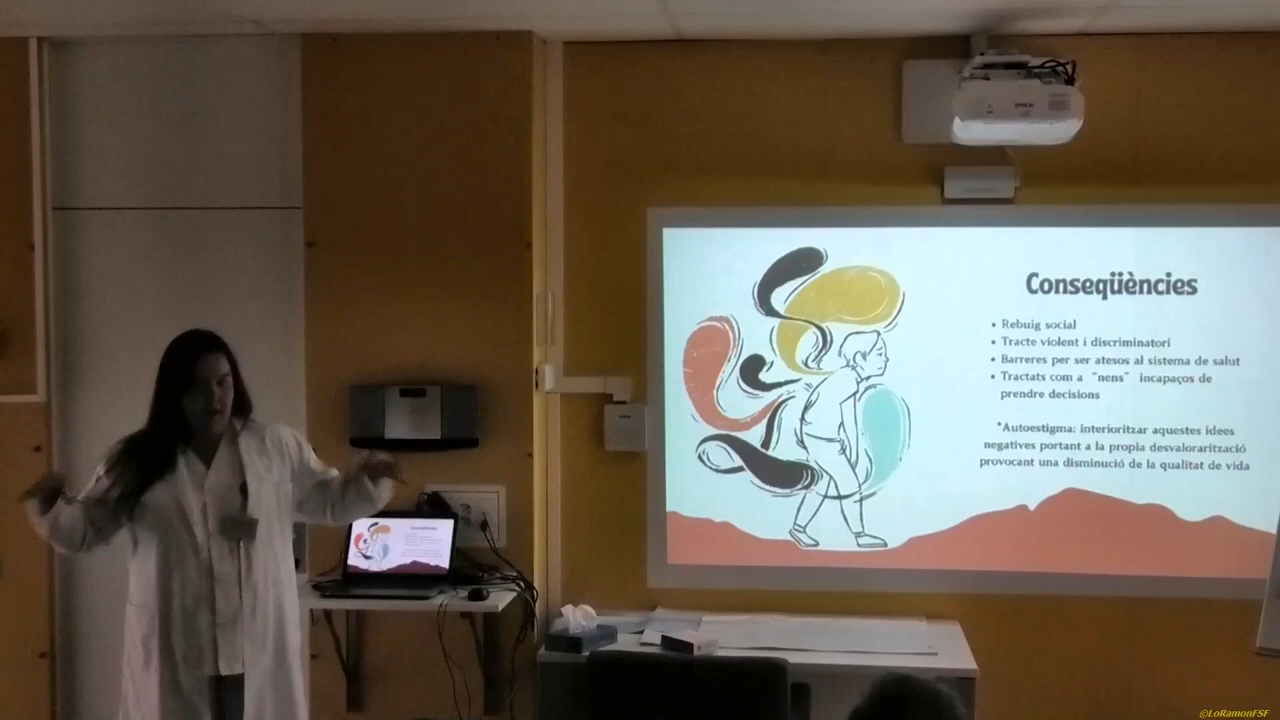 EPSON
Conseqüències
• Rebuig social
• Tracte violent i discriminatori
• Barreres per ser atesos al sistema de salut
• Tractats com a "nens" incapaços de
prendre decisions
*Autoestigma: interioritzar aquestes idees
negatives portant a la propia desvalorarització
provocant una disminució de la qualitat de vida
Conseqüències
©LoRamonFSF